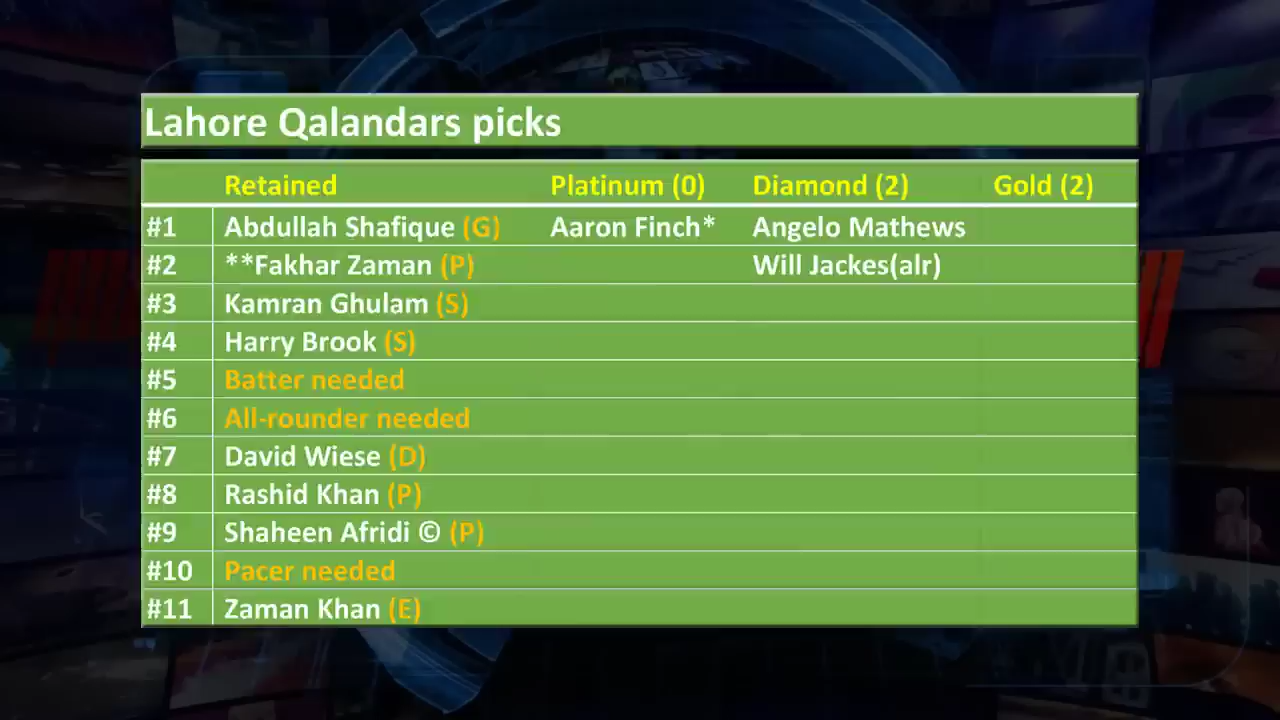 Lahore Qalandars picks
Retained Platinum (0) Diamond (2) Gold (2)
#1 Abdullah Shafique (G) Aaron Finch* Angelo Mathews
#2 **Fakhar Zaman (P) Will Jackes(alr)
#3 Kamran Ghulam (S)
#4 Harry Brook (S)
#5 Batter needed
#6 All-rounder needed
#7 David Wiese (D)
#8 Rashid Khan (P)
#9 Shaheen Afridi © (P)
#10 Pacer needed
#11 Zaman Khan (E)